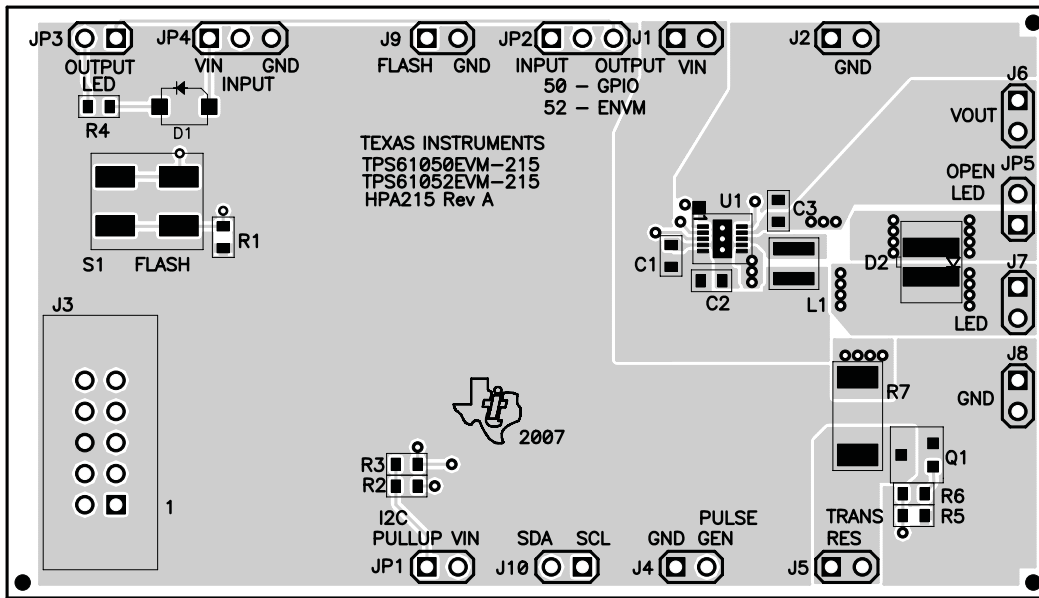 JP3
JP4
J9
JP2
J1
J2
OUTPUT
VIN
GND
FLASH
GND
INPUT
OUTPUT
VIN
GND
LED
INPUT
50 - GPIO
52 - ENVM
J6
VOUT
R4
D1
TEXAS INSTRUMENTS
TPS61050EVM-215
TPS61052EVM-215
HPA215 Rev A
OPEN
LED
JP5
U1
C3
R1
S1
FLASH
C1
C2
L1
D2
J7
LED
J3
J8
GND
R7
2007
R3
R2
Q1
R6
R5
1
I2C
PULLUP
VIN
SDA
SCL
PULSE
GND
GEN
TRANS
RES
JP1
J10
J4
J5